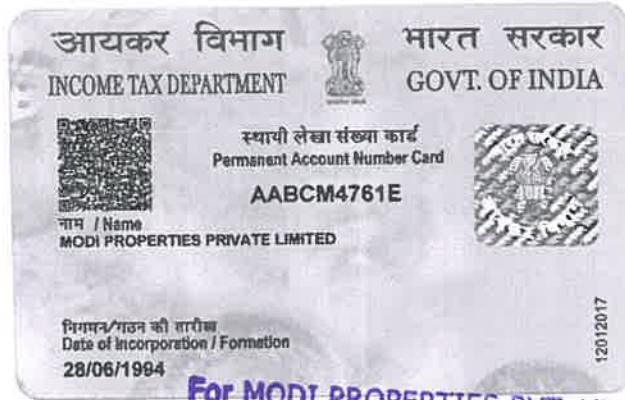 आयकर विभाग
INCOME TAX DEPARTMENT
भारत सरकार
GOVT. OF INDIA
स्थायी लेखा संख्या कार्ड
Permanent Account Number Card
AABCM4761E
नाम / Name
MODI PROPERTIES PRIVATE LIMITED
निगमन/गठन की तारीख
Date of Incorporation / Formation
28/06/1994
12012017
For MODI PROPERTIES